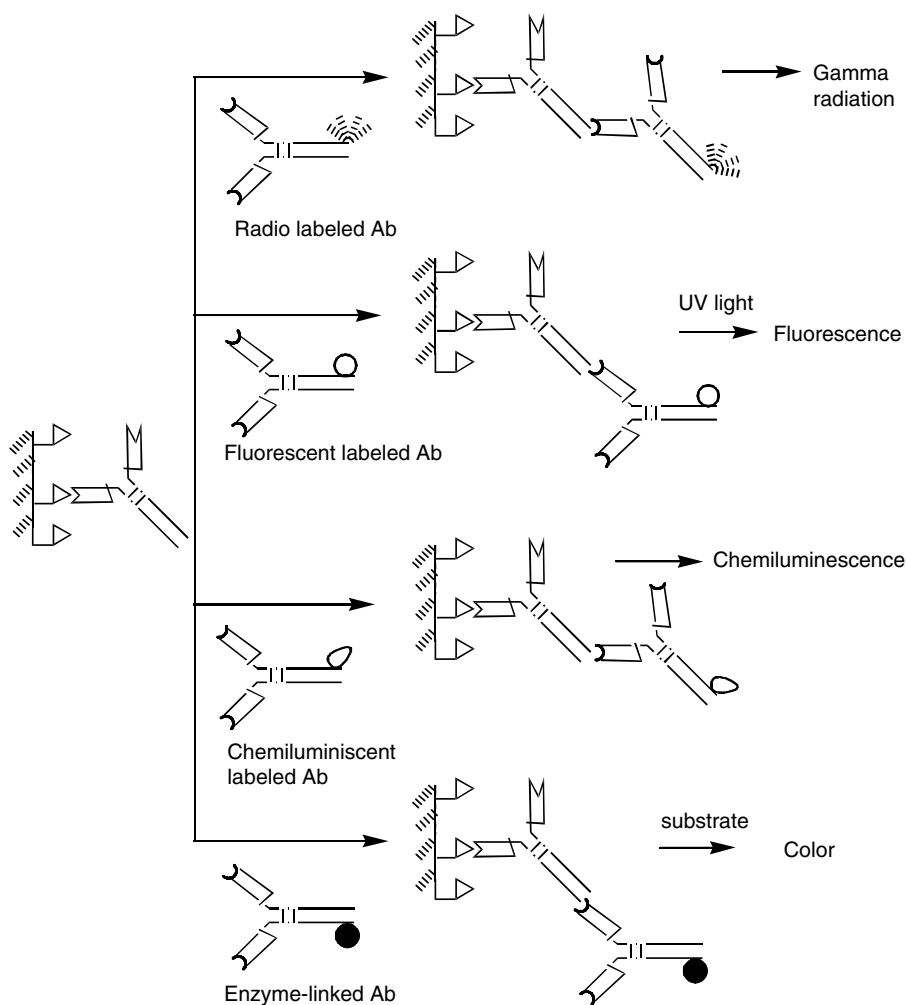 Gamma
radiation
Radio labeled Ab
UV light
Fluorescence
Fluorescent labeled Ab
Chemiluminescence
Chemiluminiscent
labeled Ab
substrate
Color
Enzyme-linked Ab